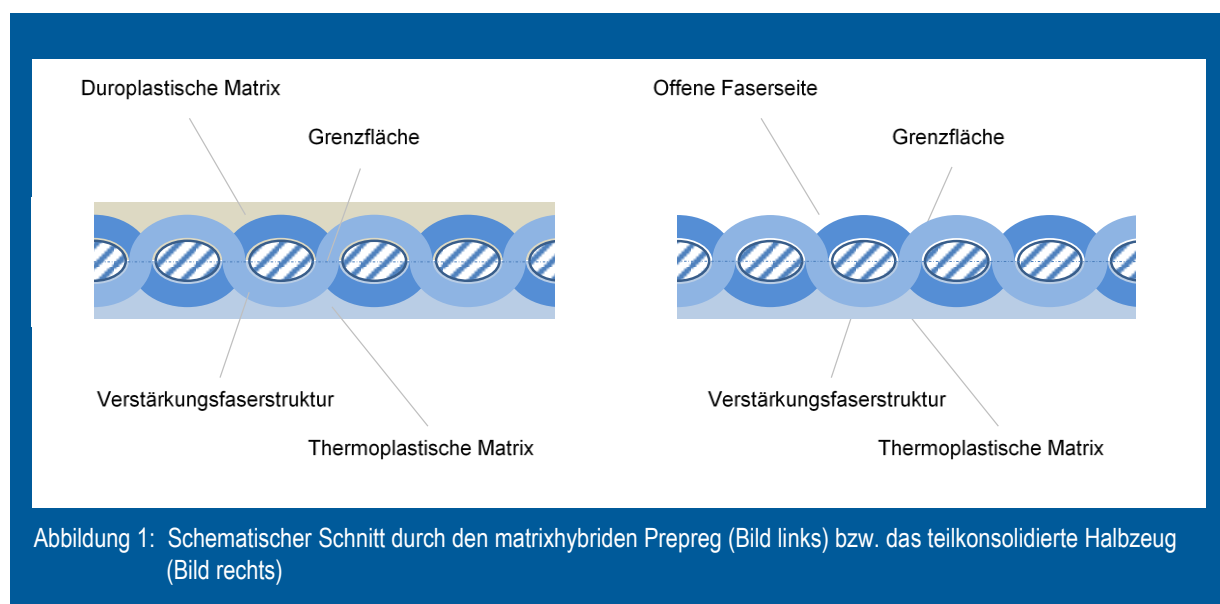 Duroplastische Matrix
Grenzfläche
Verstärkungsfaserstruktur
Thermoplastische Matrix
Offene Faserseite
Grenzfläche
Verstärkungsfaserstruktur
Thermoplastische Matrix
Abbildung 1: Schematischer Schnitt durch den matrixhybriden Prepreg (Bild links) bzw. das teilkonsolidierte Halbzeug
(Bild rechts)